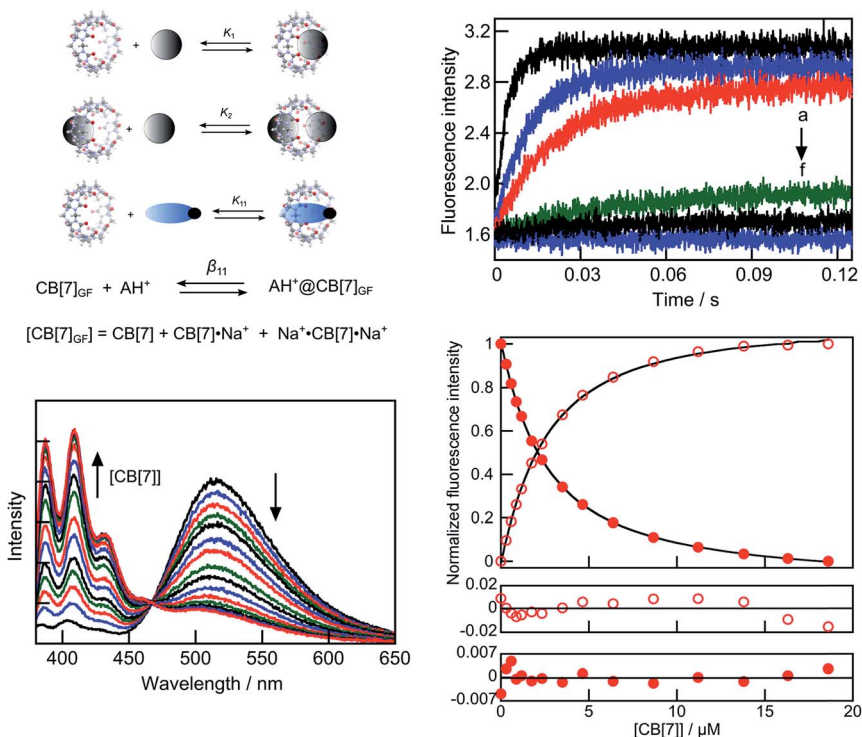 + K₁
+ K₂
+ K₁₁
β₁₁
CB[7]GF + AH⁺ AH⁺@CB[7]GF
[CB[7]GF] = CB[7] + CB[7]•Na⁺ + Na⁺•CB[7]•Na⁺
Fluorescence intensity
3.2
2.8
2.4
2.0
1.6
a
f
0 0.03 0.06 0.09 0.12
Time / s
Intensity
[CB[7]]
400 450 500 550 600 650
Wavelength / nm
Normalized fluorescence intensity
1
0.8
0.6
0.4
0.2
0
0.02
-0.02
0.007
0
-0.007
0 5 10 15 20
[CB[7]] / µM